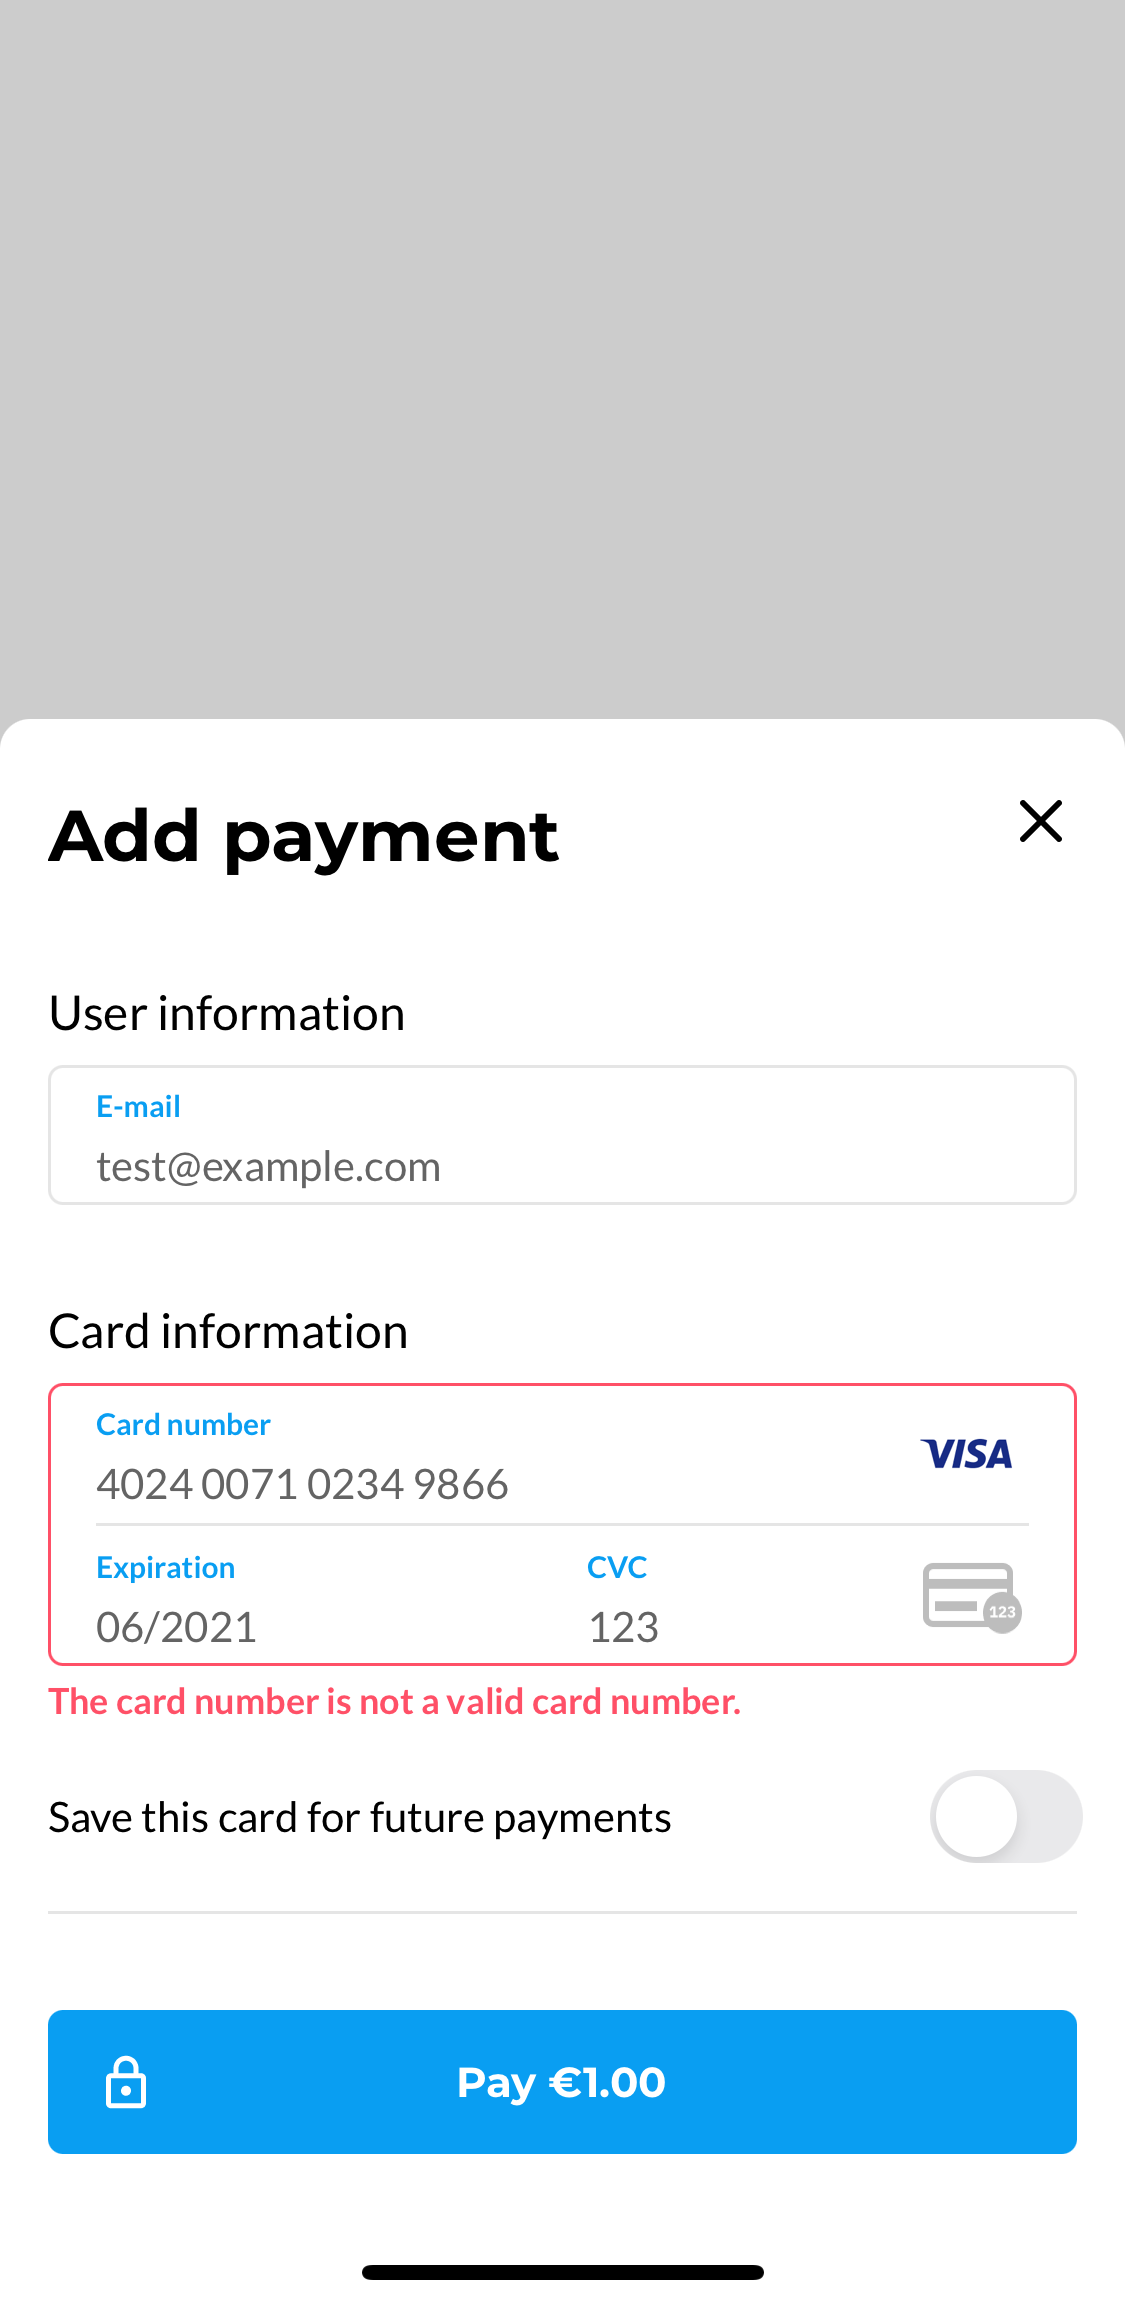 Add payment
User information
E-mail
test@example.com
Card information
Card number
4024 0071 0234 9866
VISA
Expiration
CVC
06/2021
123
123
The card number is not a valid card number.
Save this card for future payments
Pay €1.00